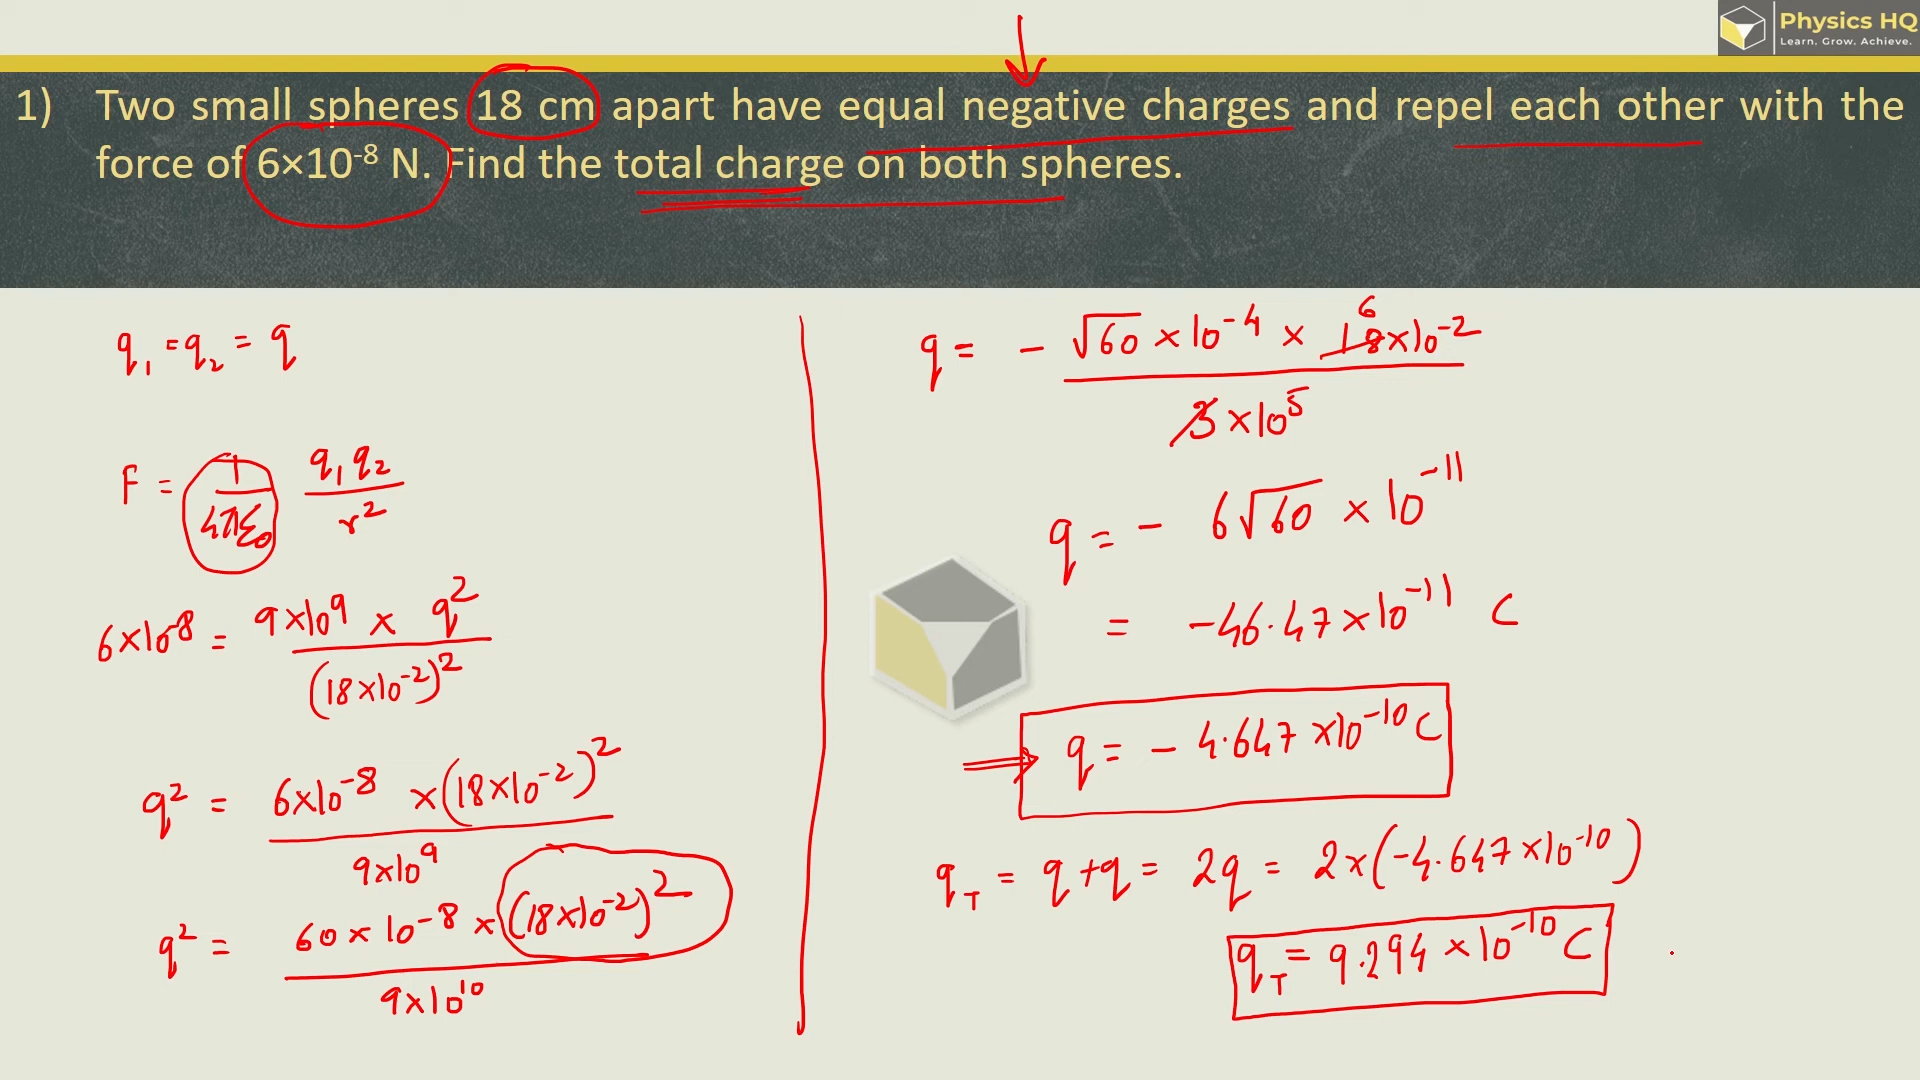 Physics HQ
Learn. Grow. Achieve.
1) Two small spheres 18 cm apart have equal negative charges and repel each other with the
force of 6×10⁻⁸ N. Find the total charge on both spheres.
q₁ = q₂ = q
F = 1/4πε₀ q₁q₂/r²
6×10⁻⁸ = 9×10⁹ × q²/(18×10⁻²)²
q² = 6×10⁻⁸ × (18×10⁻²)²/9×10⁹
q² = 60×10⁻⁸ × (18×10⁻²)²/9×10¹⁰
q = - √60 × 10⁻⁴ × 18×10⁻²/3×10⁵
6
q = - 6√60 × 10⁻¹¹
= -46.47×10⁻¹¹ C
⇒ q = - 4.647 ×10⁻¹⁰ C
q_T = q+q = 2q = 2×(-4.647×10⁻¹⁰)
q_T = 9.294 × 10⁻¹⁰ C